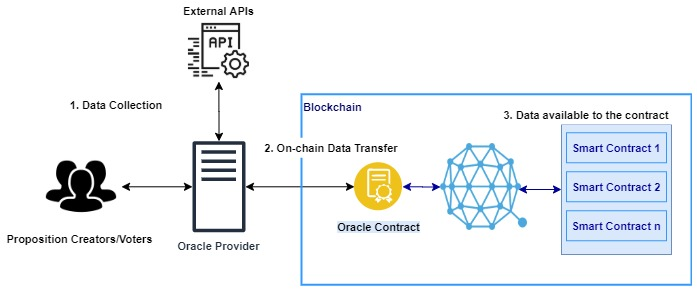 External APIs
API
1. Data Collection
Blockchain
3. Data available to the contract
2. On-chain Data Transfer
Smart Contract 1
Smart Contract 2
Smart Contract n
Proposition Creators/Voters
Oracle Provider
Oracle Contract